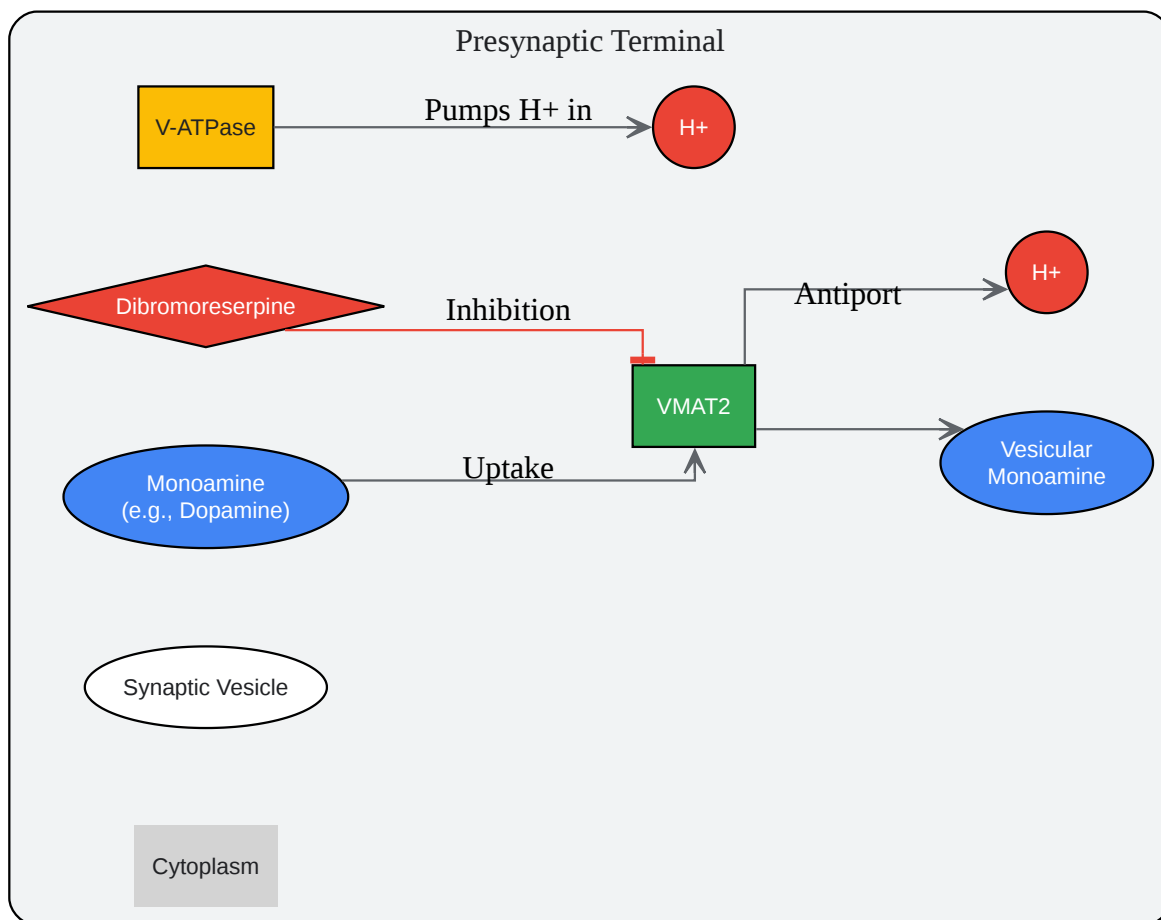 Presynaptic Terminal
V-ATPase
Pumps H+ in
H+
H+
Dibromoreserpine
Inhibition
Antiport
VMAT2
Monoamine
(e.g., Dopamine)
Uptake
Vesicular
Monoamine
Synaptic Vesicle
Cytoplasm